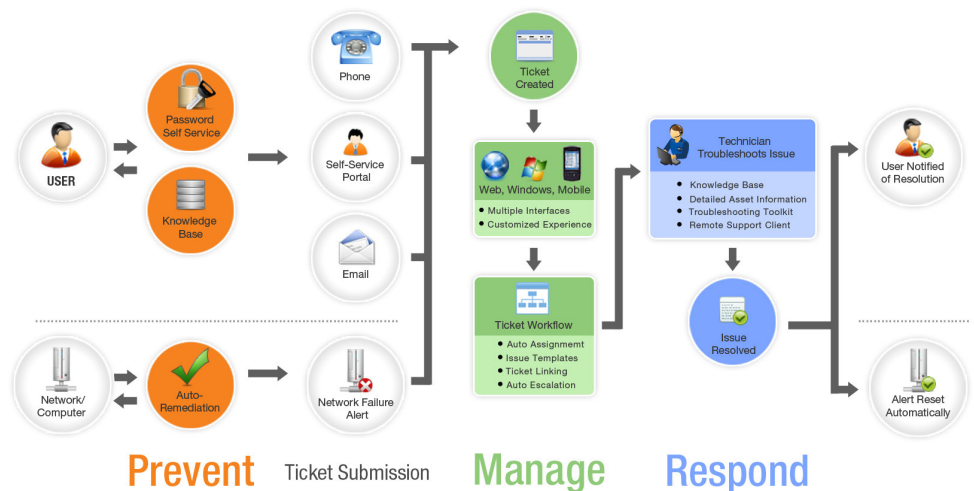 USER
Password
Self Service
Knowledge
Base
Phone
Self-Service
Portal
Email
Network/
Computer
Auto-
Remediation
Network Failure
Alert
Ticket
Created
Web, Windows, Mobile
Multiple Interfaces
Customized Experience
Ticket Workflow
Auto Assignment
Issue Templates
Ticket Linking
Auto Escalation
Technician
Troubleshoots Issue
Knowledge Base
Detailed Asset Information
Troubleshooting Toolkit
Remote Support Client
Issue
Resolved
User Notified
of Resolution
Alert Reset
Automatically
Prevent
Ticket Submission
Manage
Respond